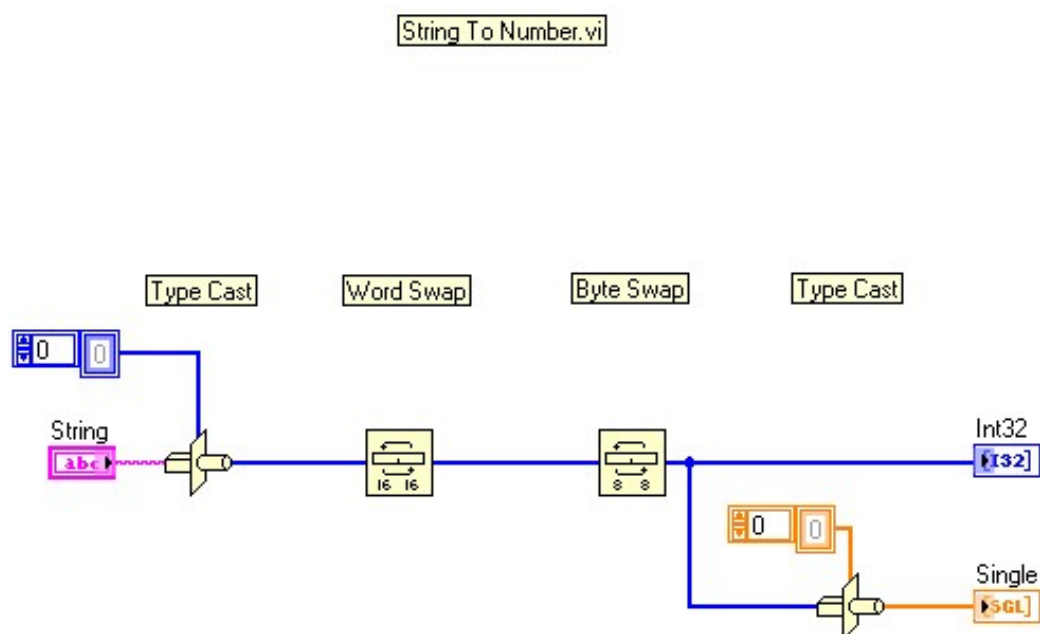 String To Number.vi
Type Cast
Word Swap
Byte Swap
Type Cast
0 0
String
abc
16 16
8 8
Int32
[I32]
0 0
Single
[SGL]